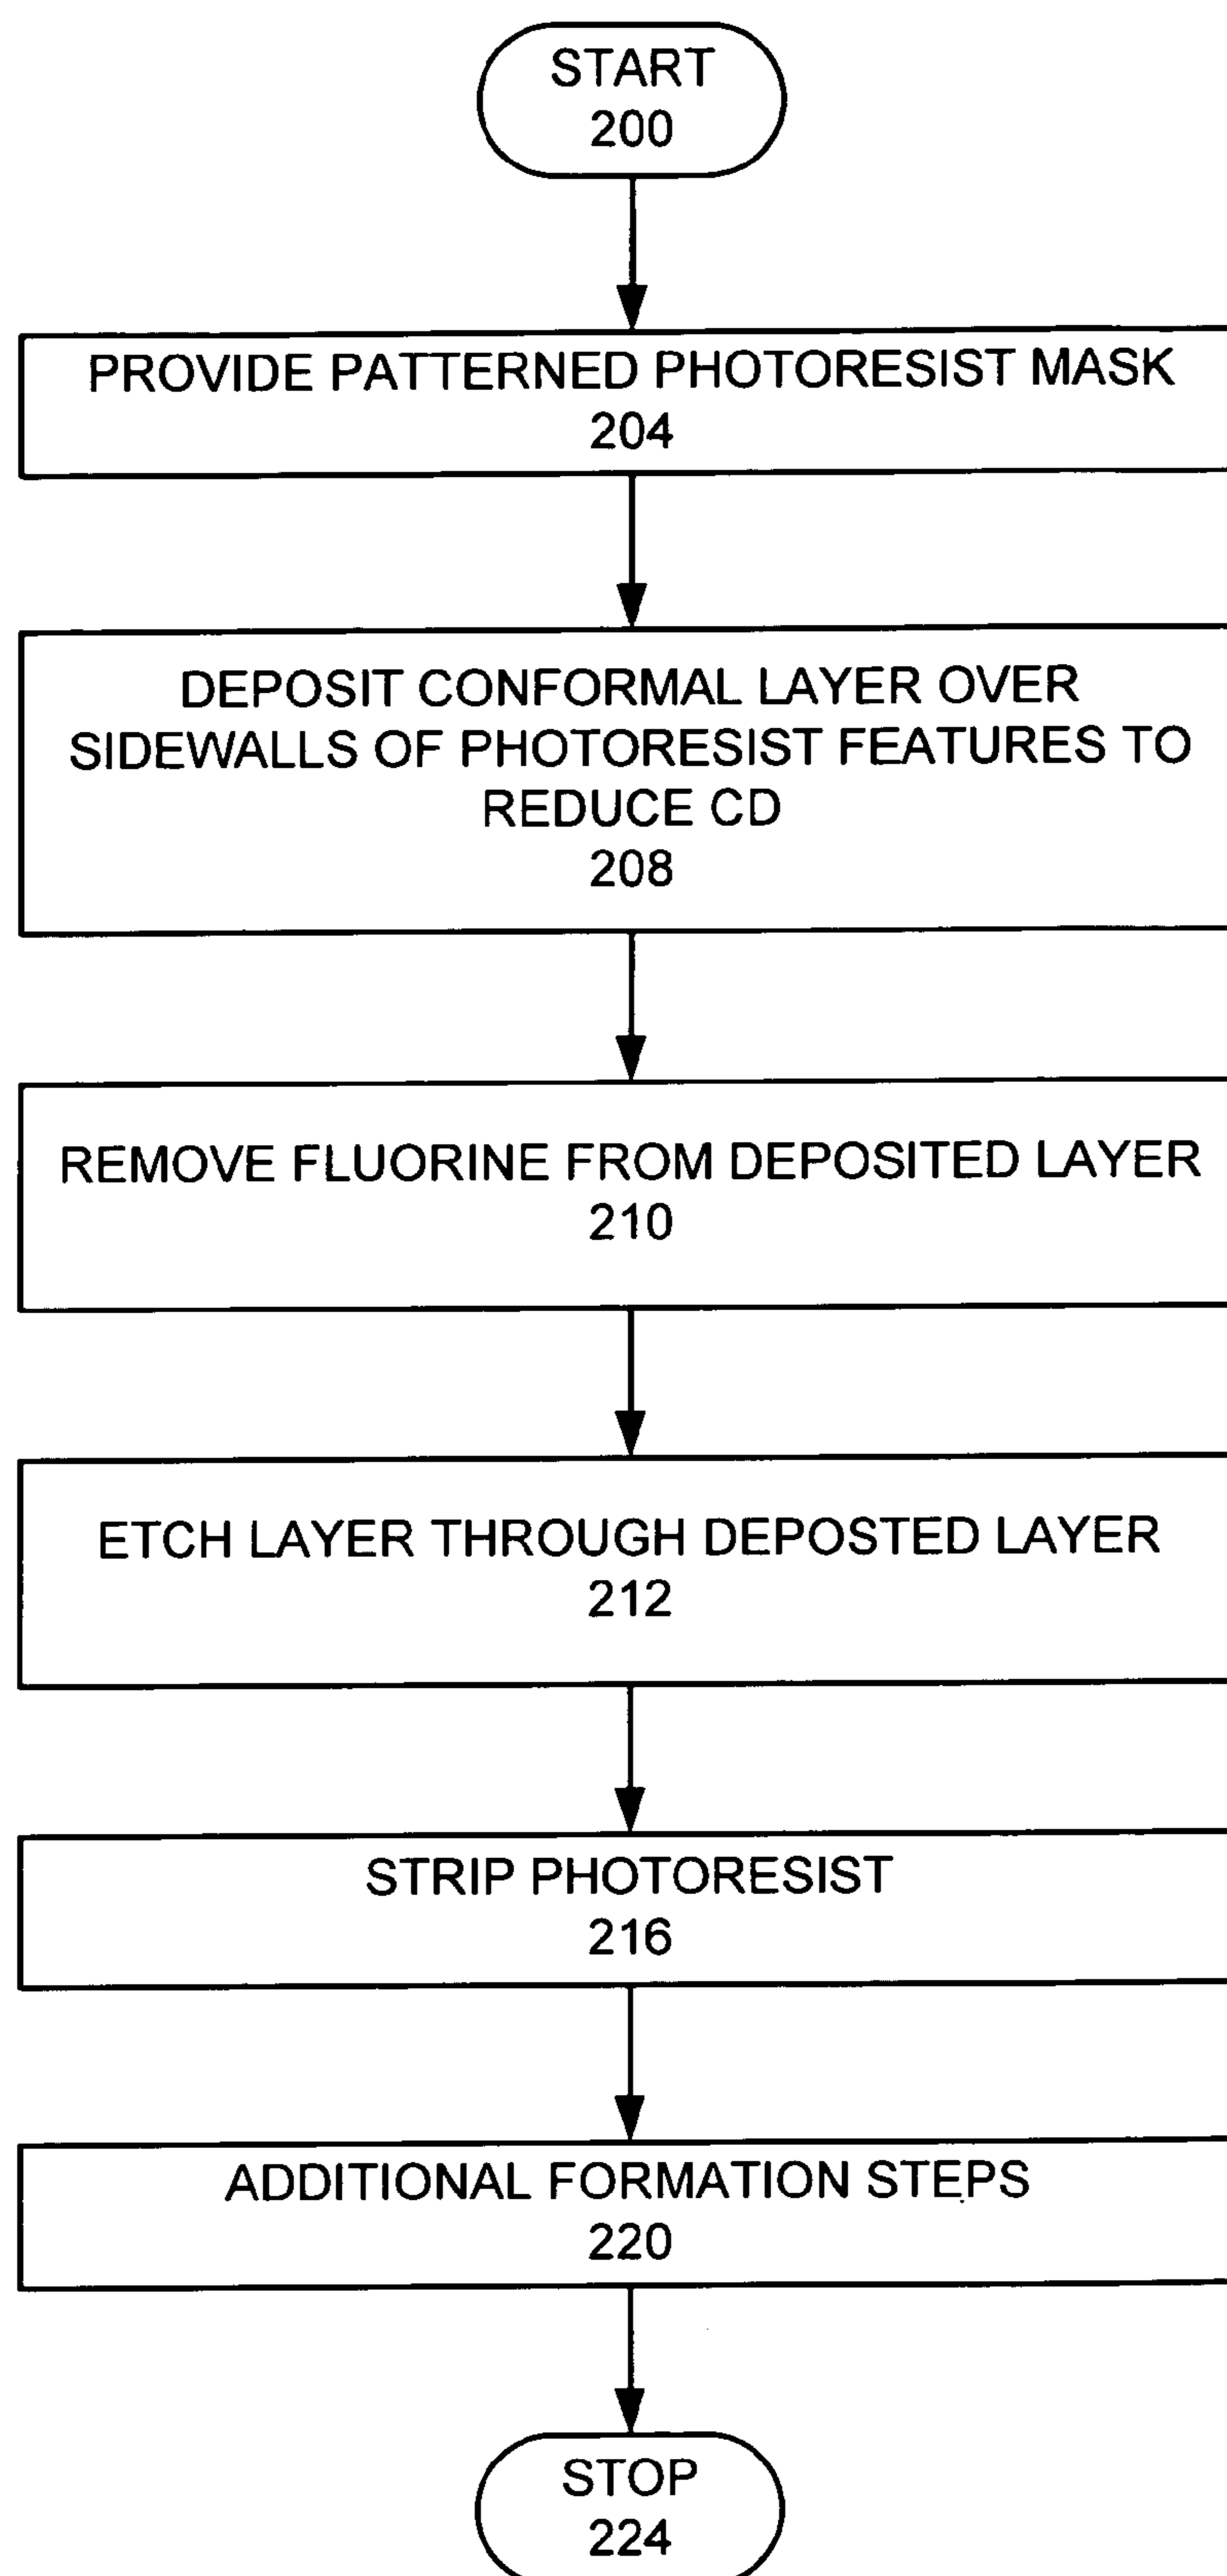 START
200
PROVIDE PATTERNED PHOTORESIST MASK
204
DEPOSIT CONFORMAL LAYER OVER
SIDEWALLS OF PHOTORESIST FEATURES TO
REDUCE CD
208
REMOVE FLUORINE FROM DEPOSITED LAYER
210
ETCH LAYER THROUGH DEPOSTED LAYER
212
STRIP PHOTORESIST
216
ADDITIONAL FORMATION STEPS
220
STOP
224